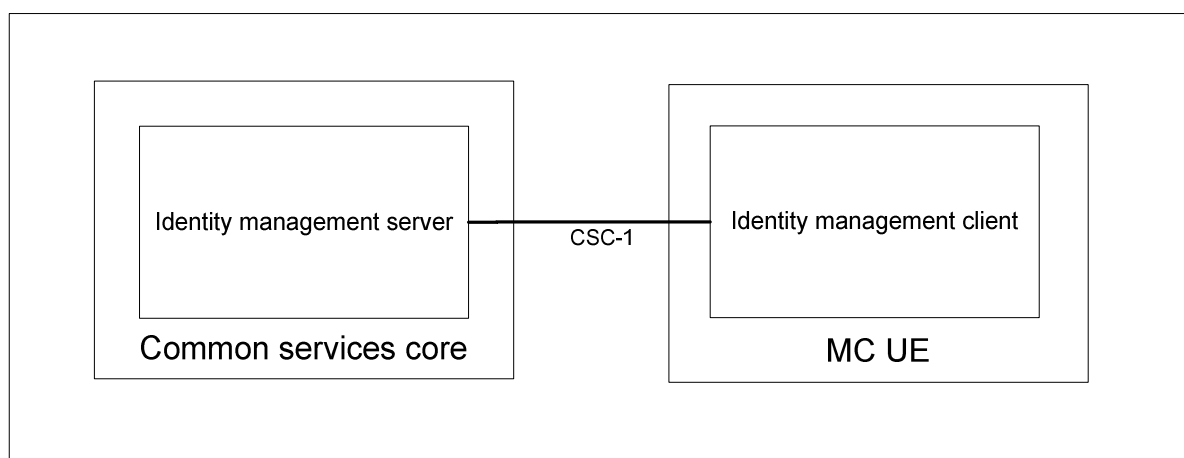 Identity management server
CSC-1
Identity management client
Common services core
MC UE